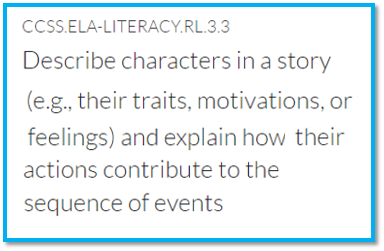 CCSS.ELA-LITERACY.RL.3.3
Describe characters in a story
(e.g., their traits, motivations, or
feelings) and explain how their
actions contribute to the
sequence of events